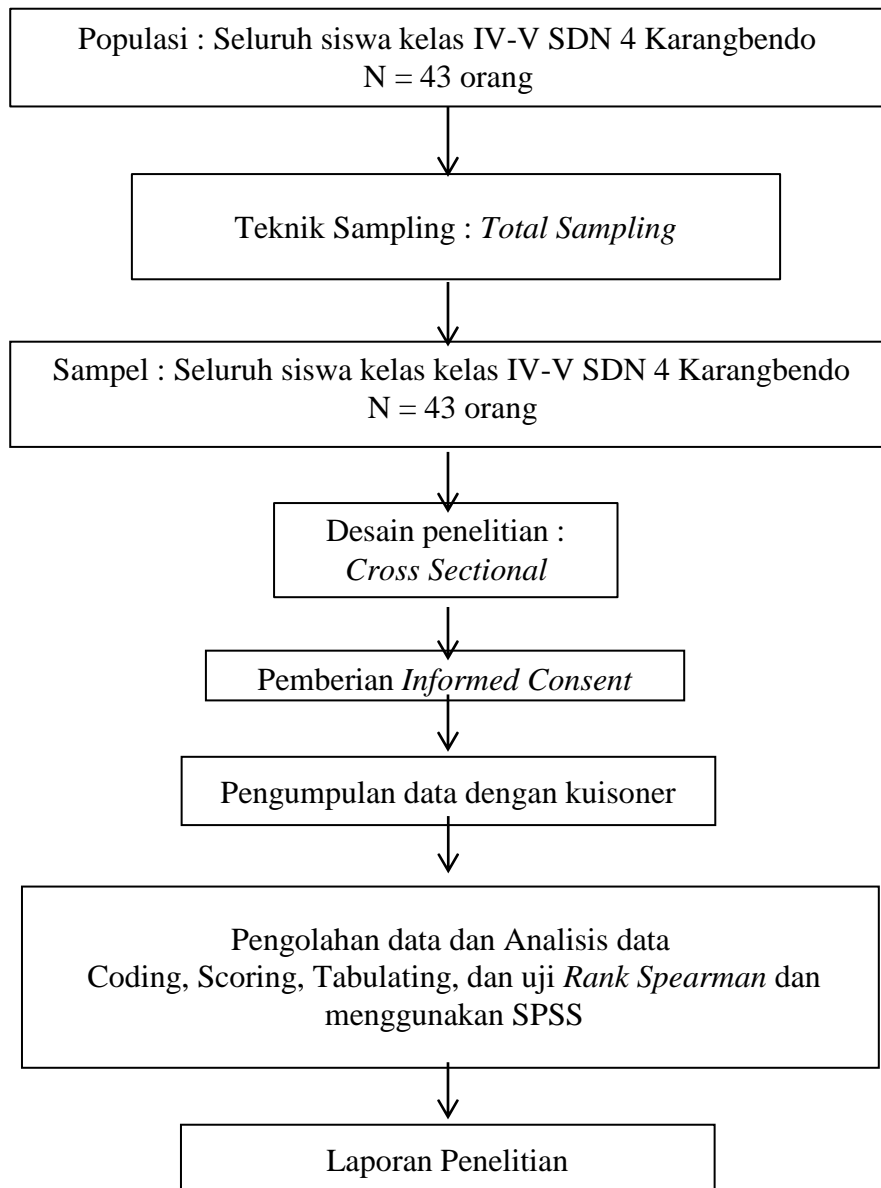 Populasi : Seluruh siswa kelas IV-V SDN 4 Karangbendo
N = 43 orang
Teknik Sampling : Total Sampling
Sampel : Seluruh siswa kelas kelas IV-V SDN 4 Karangbendo
N = 43 orang
Desain penelitian :
Cross Sectional
Pemberian Informed Consent
Pengumpulan data dengan kuisoner
Pengolahan data dan Analisis data
Coding, Scoring, Tabulating, dan uji Rank Spearman dan
menggunakan SPSS
Laporan Penelitian